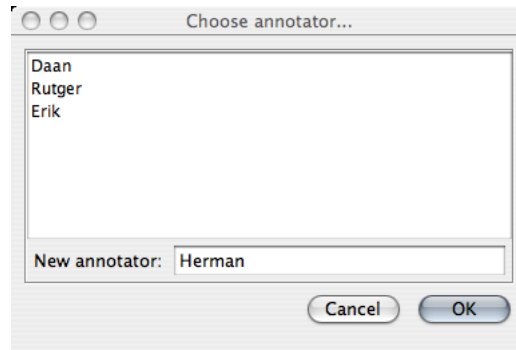 Choose annotator...
Daan
Rutger
Erik
New annotator: Herman
Cancel OK